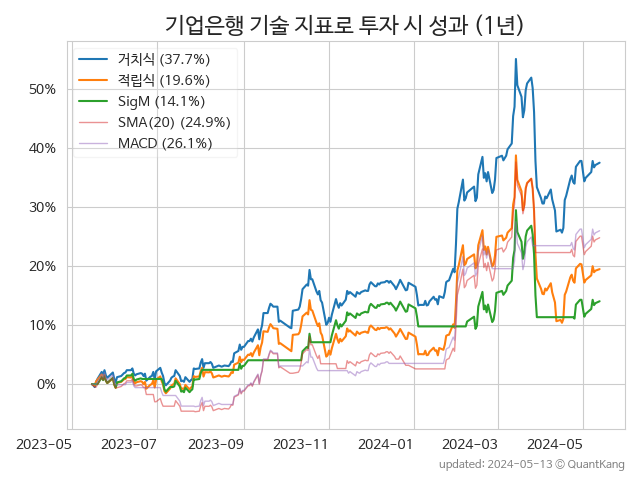 기업은행 기술 지표로 투자 시 성과 (1년)
거치식 (37.7%)
적립식 (19.6%)
SigM (14.1%)
SMA(20) (24.9%)
MACD (26.1%)
50%
40%
30%
20%
10%
0%
2023-05 2023-07 2023-09 2023-11 2024-01 2024-03 2024-05
updated: 2024-05-13 © QuantKang